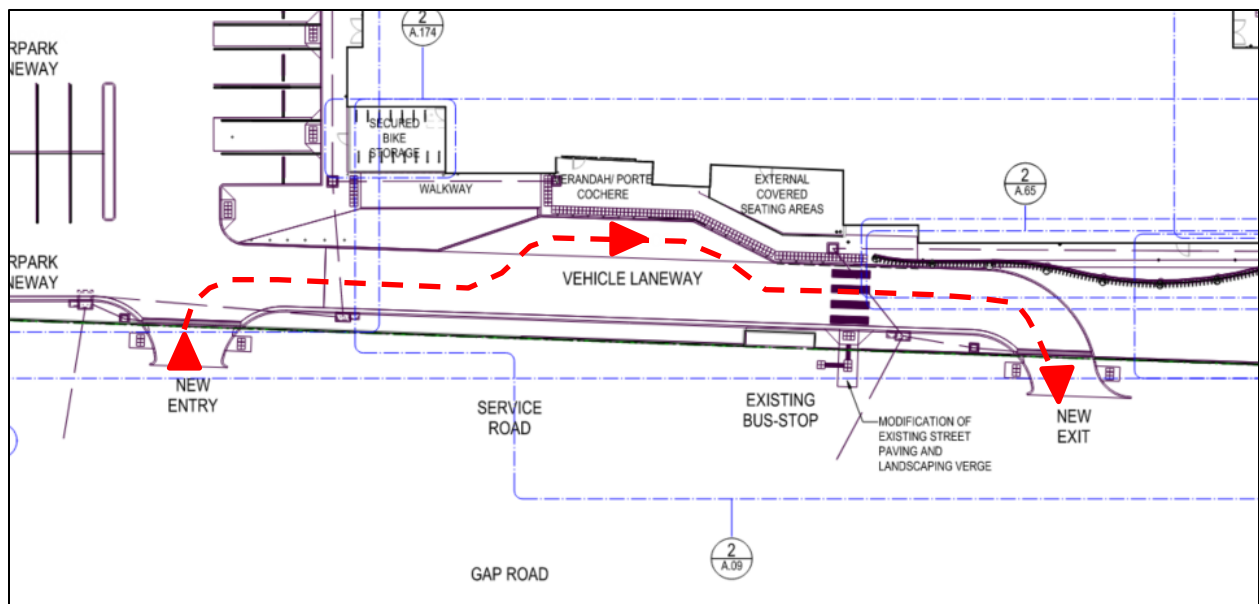 2
A.174
RPARK
NEWAY
SECURED
BIKE
STORAGE
WALKWAY
ERANDAH/ PORTE
COCHERE
EXTERNAL
COVERED
SEATING AREAS
2
A.65
RPARK
NEWAY
VEHICLE LANEWAY
NEW
ENTRY
SERVICE
ROAD
EXISTING
BUS-STOP
MODIFICATION OF
EXISTING STREET
PAVING AND
LANDSCAPING VERGE
NEW
EXIT
2
A.09
GAP ROAD